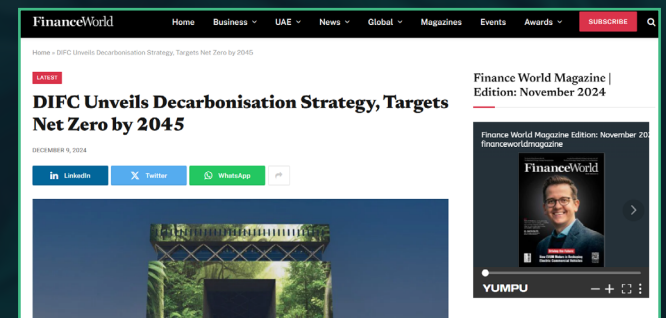 FinanceWorld
Home Business UAE News Global Magazines Events Awards SUBSCRIBE
Home » DIFC Unveils Decarbonisation Strategy, Targets Net Zero by 2045
LATEST
DIFC Unveils Decarbonisation Strategy, Targets
Net Zero by 2045
DECEMBER 9, 2024
in LinkedIn Twitter WhatsApp
Finance World Magazine |
Edition: November 2024
Finance World Magazine Edition: November 202
financeworldmagazine
FinanceWorld
YUMPU